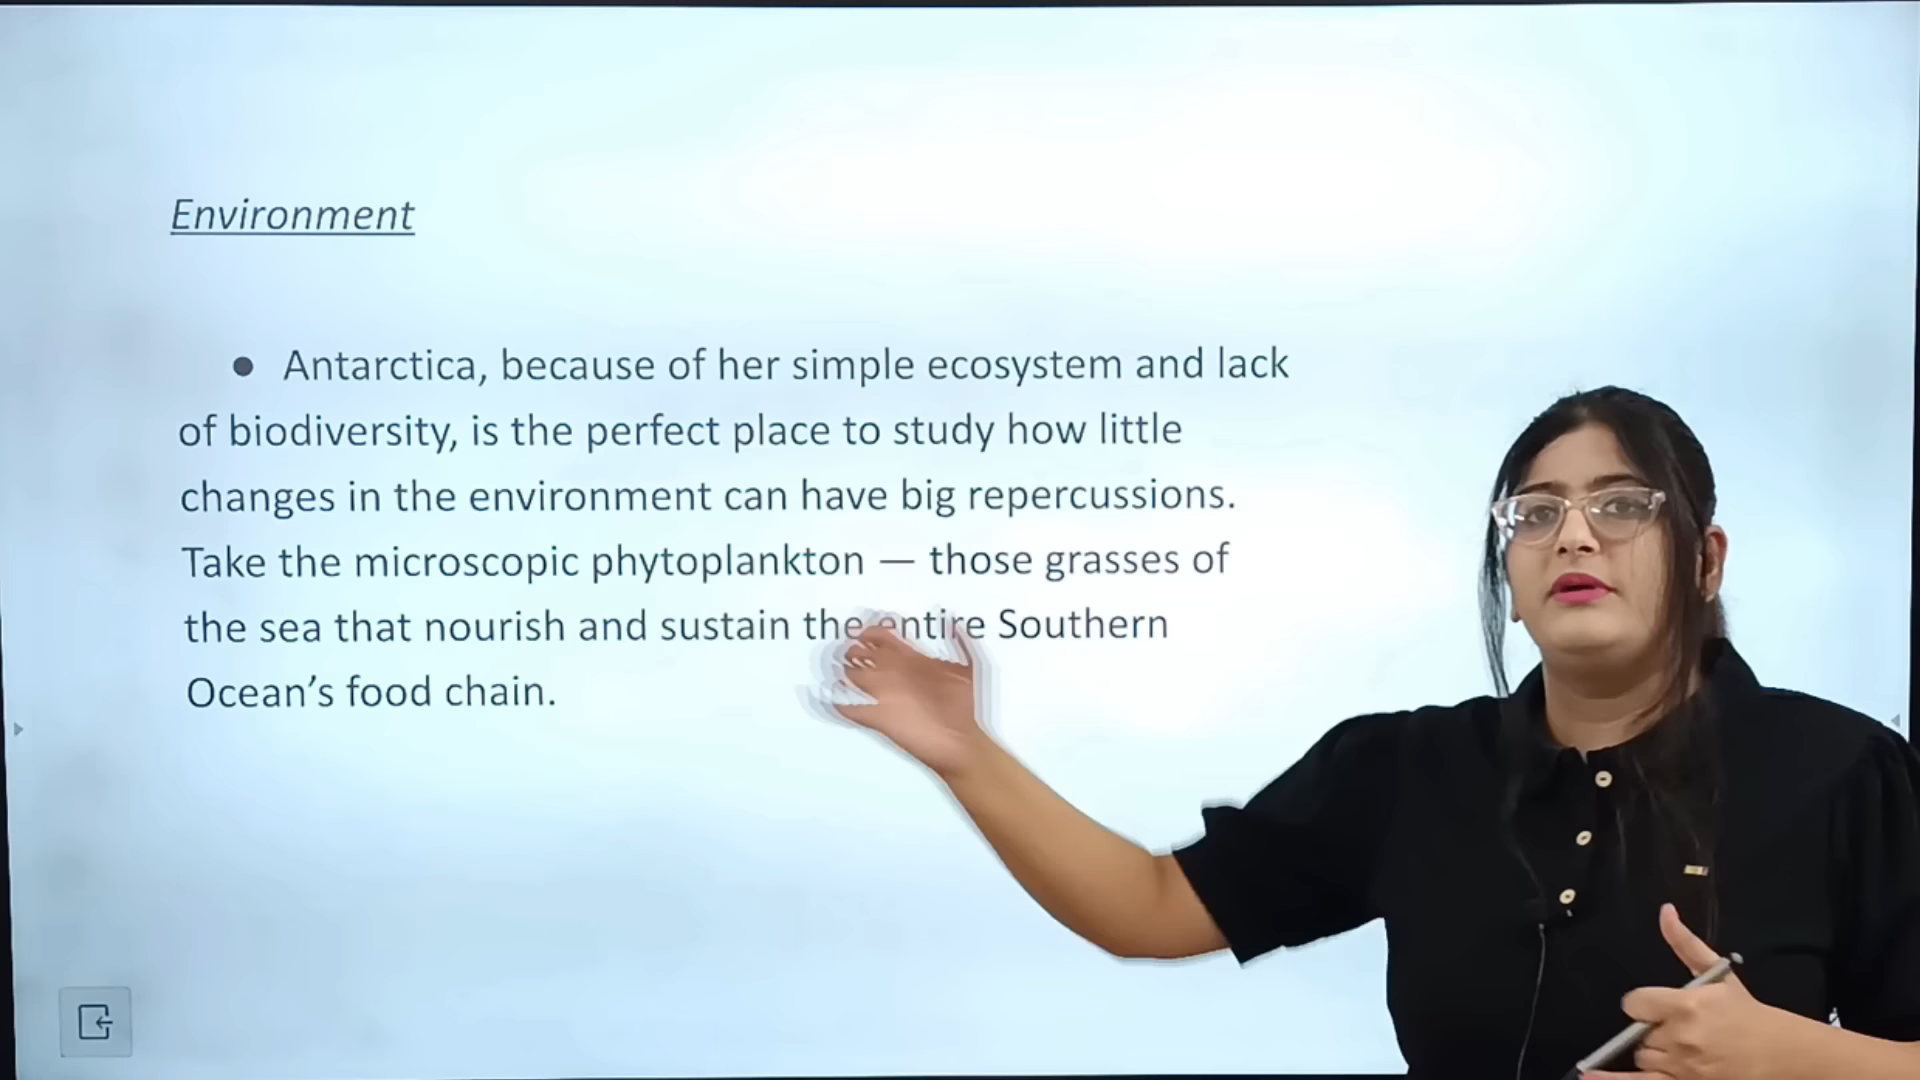 Environment
● Antarctica, because of her simple ecosystem and lack
of biodiversity, is the perfect place to study how little
changes in the environment can have big repercussions.
Take the microscopic phytoplankton — those grasses of
the sea that nourish and sustain the entire Southern
Ocean’s food chain.